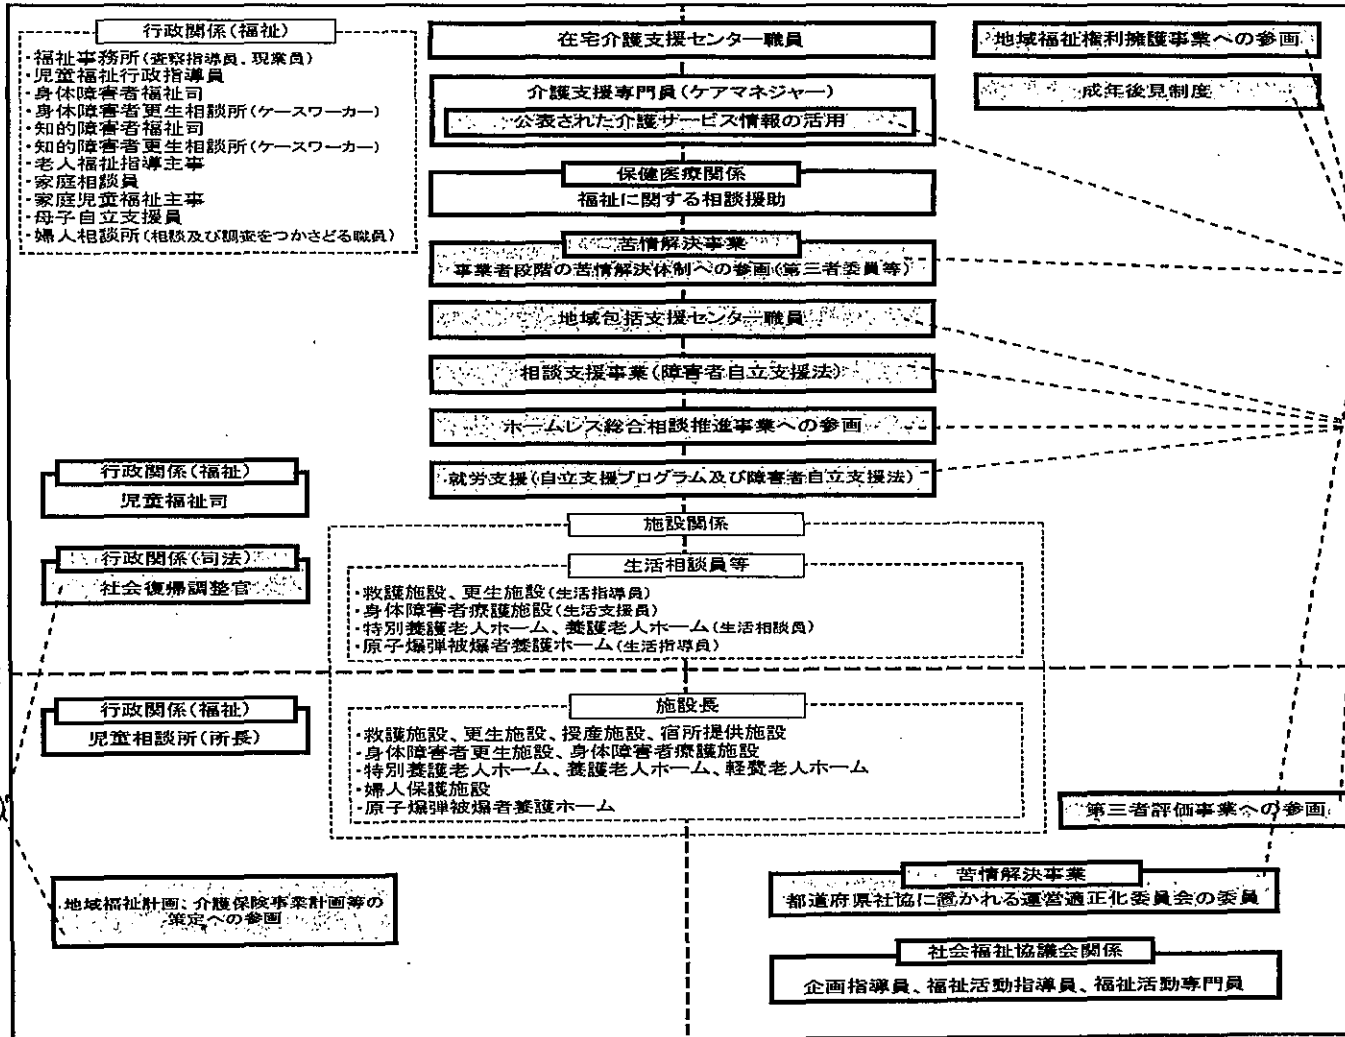 行政関係(福祉)
・福祉事務所(査察指導員、現業員)
・児童福祉行政指導員
・身体障害者福祉司
・身体障害者更生相談所(ケースワーカー)
・知的障害者福祉司
・知的障害者更生相談所(ケースワーカー)
・老人福祉指導主事
・家庭相談員
・家庭児童福祉主事
・母子自立支援員
・婦人相談所(相談及び調査をつかさどる職員)
在宅介護支援センター職員
介護支援専門員(ケアマネジャー)
公表された介護サービス情報の活用
保健医療関係
福祉に関する相談援助
苦情解決事業
事業者段階の苦情解決体制への参画(第三者委員等)
地域包括支援センター職員
相談支援事業(障害者自立支援法)
ホームレス総合相談推進事業への参画
就労支援(自立支援プログラム及び障害者自立支援法)
地域福祉権利擁護事業への参画
成年後見制度
行政関係(福祉)
児童福祉司
行政関係(司法)
社会復帰調整官
施設関係
生活相談員等
・救護施設、更生施設(生活指導員)
・身体障害者療護施設(生活支援員)
・特別養護老人ホーム、養護老人ホーム(生活相談員)
・原子爆弾被爆者養護ホーム(生活指導員)
行政関係(福祉)
児童相談所(所長)
施設長
・救護施設、更生施設、授産施設、宿所提供施設
・身体障害者更生施設、身体障害者療護施設
・特別養護老人ホーム、養護老人ホーム、軽費老人ホーム
・婦人保護施設
・原子爆弾被爆者養護ホーム
第三者評価事業への参画
地域福祉計画、介護保険事業計画等の
策定への参画
苦情解決事業
都道府県社協に置かれる運営適正化委員会の委員
社会福祉協議会関係
企画指導員、福祉活動指導員、福祉活動専門員